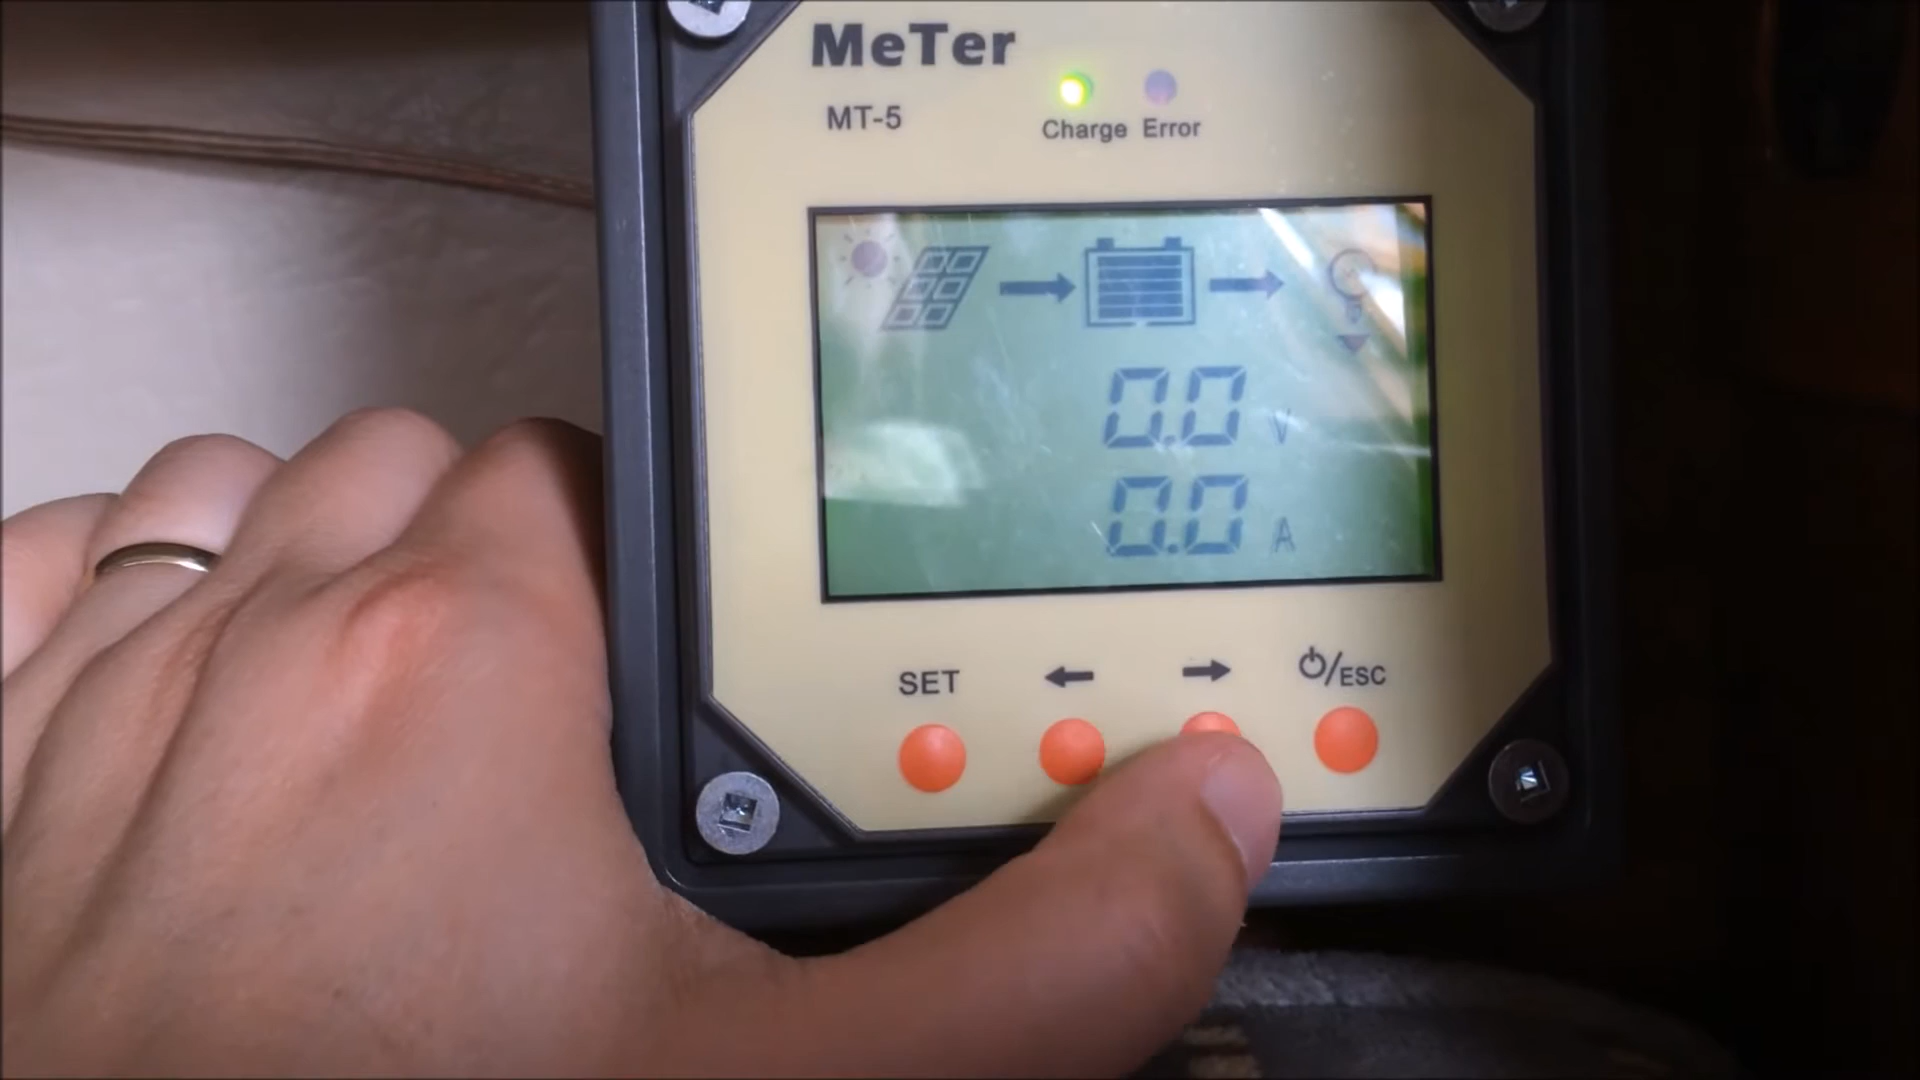 MeTer
MT-5
Charge Error
0.0 V
0.0 A
SET ← → ⏻/ESC